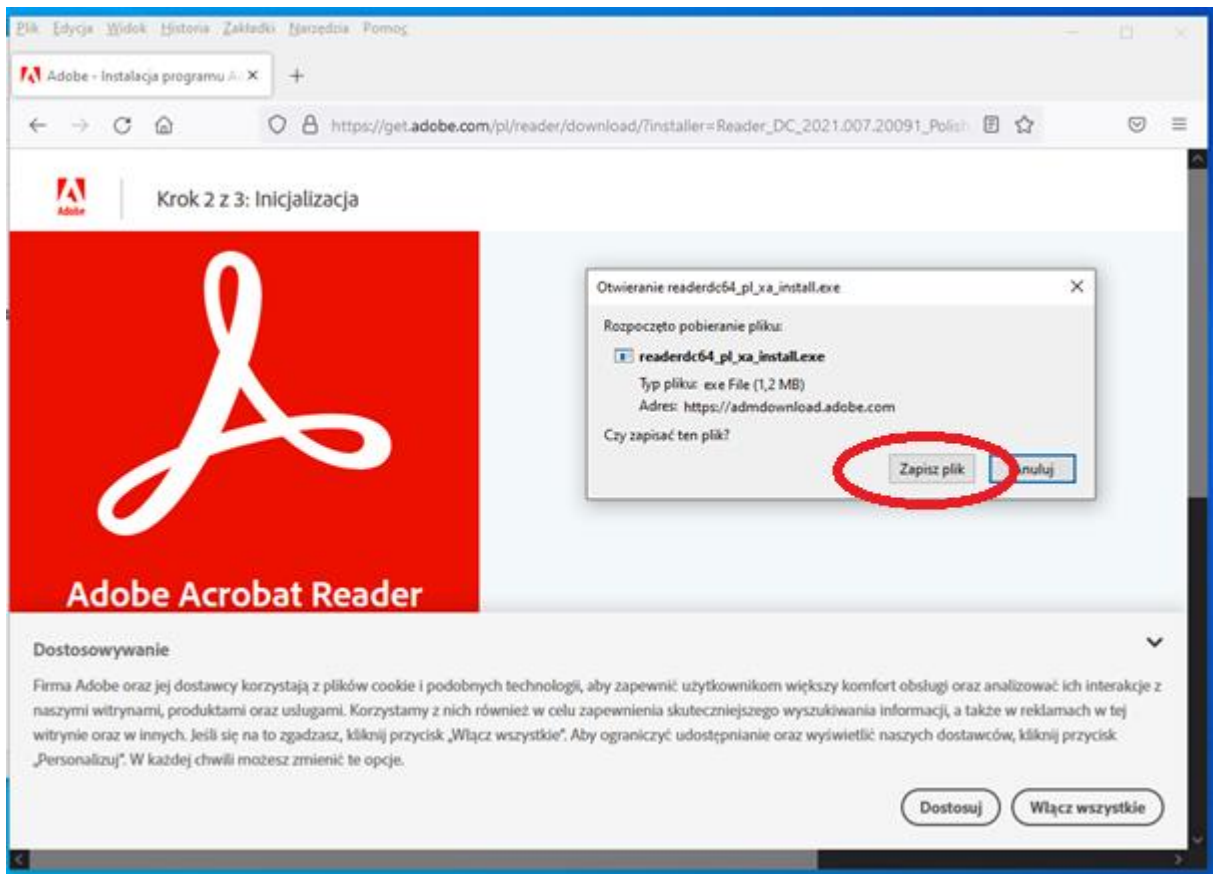 Plik Edycja Widok Historia Zakładki Narzędzia Pomoc
Adobe - Instalacja programu A
https://get.adobe.com/pl/reader/download/?installer=Reader_DC_2021.007.20091_Polish
Adobe
Krok 2 z 3: Inicjalizacja
Otwieranie readerdc64_pl_xa_install.exe
Rozpoczęto pobieranie pliku:
readerdc64_pl_xa_install.exe
Typ pliku: exe File (1,2 MB)
Adres: https://admdownload.adobe.com
Czy zapisać ten plik?
Zapisz plik Anuluj
Adobe Acrobat Reader
Dostosowywanie
Firma Adobe oraz jej dostawcy korzystają z plików cookie i podobnych technologii, aby zapewnić użytkownikom większy komfort obsługi oraz analizować ich interakcje z
naszymi witrynami, produktami oraz usługami. Korzystamy z nich również w celu zapewnienia skuteczniejszego wyszukiwania informacji, a także w reklamach w tej
witrynie oraz w innych. Jeśli się na to zgadzasz, kliknij przycisk „Włącz wszystkie”. Aby ograniczyć udostępnianie oraz wyświetlić naszych dostawców, kliknij przycisk
„Personalizuj”. W każdej chwili możesz zmienić te opcje.
Dostosuj Włącz wszystkie